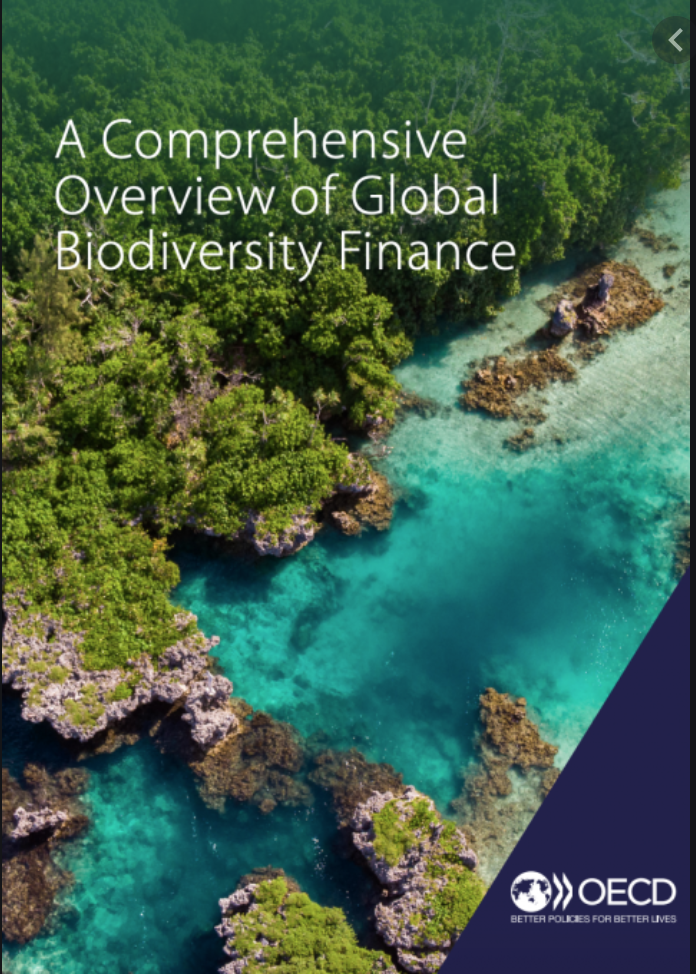 A Comprehensive
Overview of Global
Biodiversity Finance
OECD
BETTER POLICIES FOR BETTER LIVES